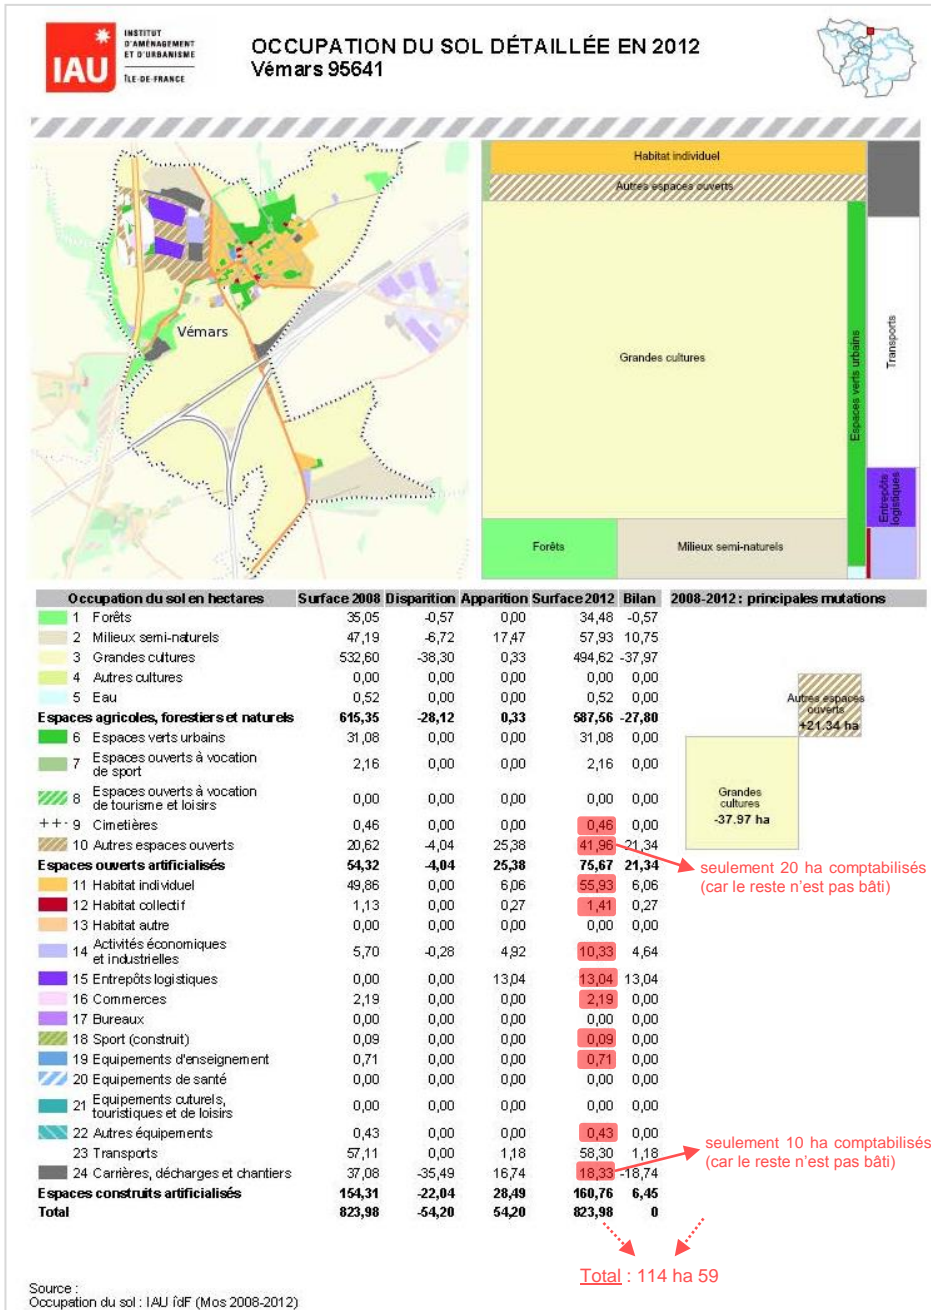 IAU
INSTITUT
D'AMÉNAGEMENT
ET D'URBANISME
ÎLE-DE-FRANCE
OCCUPATION DU SOL DÉTAILLÉE EN 2012
Vémars 95641
Vémars
Habitat individuel
Autres espaces ouverts
Grandes cultures
Espaces verts urbains
Transports
Entrepôts
logistiques
Forêts
Milieux semi-naturels
Occupation du sol en hectares Surface 2008 Disparition Apparition Surface 2012 Bilan 2008-2012 : principales mutations
1 Forêts 35,05 -0,57 0,00 34,48 -0,57
2 Milieux semi-naturels 47,19 -6,72 17,47 57,93 10,75
3 Grandes cultures 532,60 -38,30 0,33 494,62 -37,97
4 Autres cultures 0,00 0,00 0,00 0,00 0,00
5 Eau 0,52 0,00 0,00 0,52 0,00
Espaces agricoles, forestiers et naturels 615,35 -28,12 0,33 587,56 -27,80
6 Espaces verts urbains 31,08 0,00 0,00 31,08 0,00
7 Espaces ouverts à vocation
de sport 2,16 0,00 0,00 2,16 0,00
8 Espaces ouverts à vocation
de tourisme et loisirs 0,00 0,00 0,00 0,00 0,00
9 Cimetières 0,46 0,00 0,00 0,46 0,00
10 Autres espaces ouverts 20,62 -4,04 25,38 41,96 21,34
Espaces ouverts artificialisés 54,32 -4,04 25,38 75,67 21,34
11 Habitat individuel 49,86 0,00 6,06 55,93 6,06
12 Habitat collectif 1,13 0,00 0,27 1,41 0,27
13 Habitat autre 0,00 0,00 0,00 0,00 0,00
14 Activités économiques
et industrielles 5,70 -0,28 4,92 10,33 4,64
15 Entrepôts logistiques 0,00 0,00 13,04 13,04 13,04
16 Commerces 2,19 0,00 0,00 2,19 0,00
17 Bureaux 0,00 0,00 0,00 0,00 0,00
18 Sport (construit) 0,09 0,00 0,00 0,09 0,00
19 Equipements d'enseignement 0,71 0,00 0,00 0,71 0,00
20 Equipements de santé 0,00 0,00 0,00 0,00 0,00
21 Equipements cuturels,
touristiques et de loisirs 0,00 0,00 0,00 0,00 0,00
22 Autres équipements 0,43 0,00 0,00 0,43 0,00
23 Transports 57,11 0,00 1,18 58,30 1,18
24 Carrières, décharges et chantiers 37,08 -35,49 16,74 18,33 -18,74
Espaces construits artificialisés 154,31 -22,04 28,49 160,76 6,45
Total 823,98 -54,20 54,20 823,98 0
Autres espaces
ouverts
+21.34 ha
Grandes
cultures
-37.97 ha
seulement 20 ha comptabilisés
(car le reste n'est pas bâti)
seulement 10 ha comptabilisés
(car le reste n'est pas bâti)
Total : 114 ha 59
Source :
Occupation du sol : IAU îdF (Mos 2008-2012)